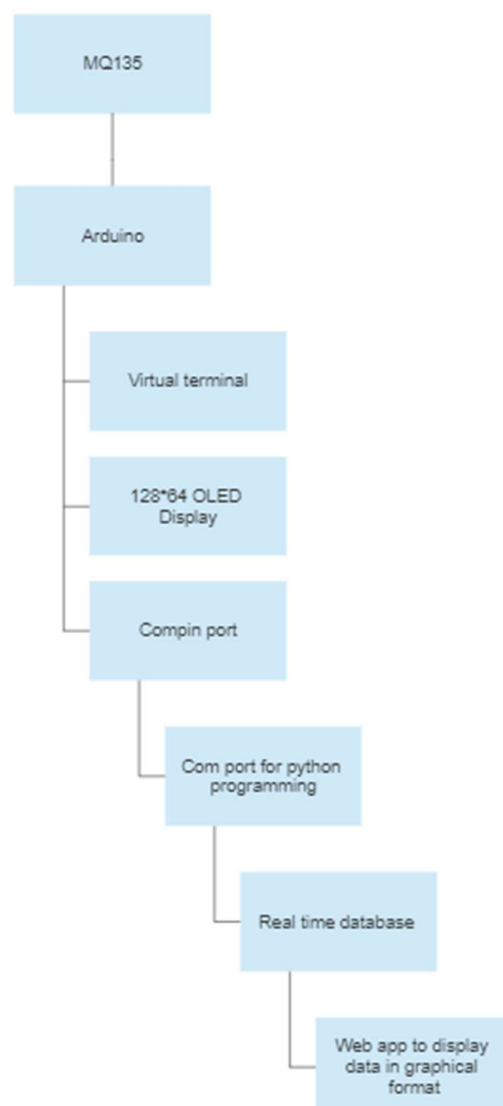 MQ135
Arduino
Virtual terminal
128*64 OLED
Display
Compin port
Com port for python
programming
Real time database
Web app to display
data in graphical
format